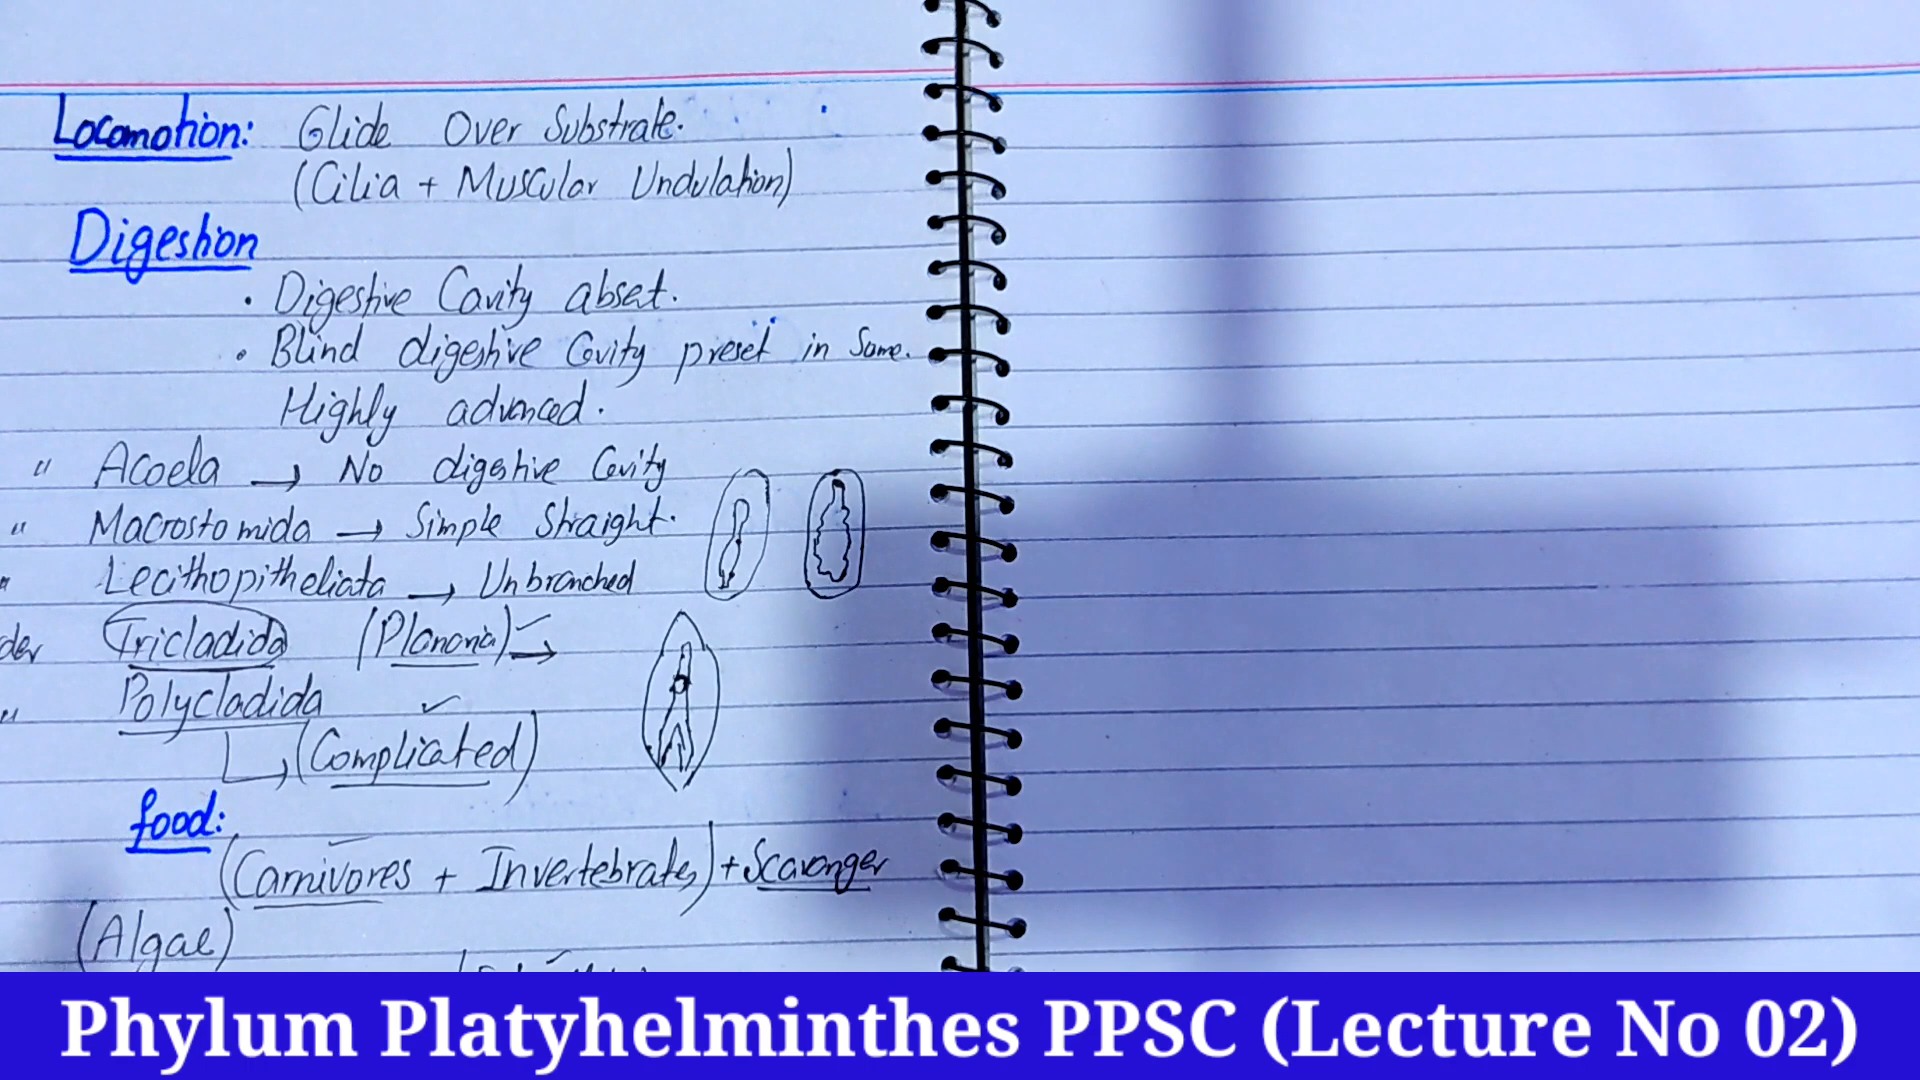 Locomotion: Glide Over Substrate.
(Cilia + Muscular Undulation)
Digestion
• Digestive Cavity abset.
• Blind digestive Cavity preset in Some.
Highly advanced.
" Acoela → No digestive Cavity
" Macrostomida → Simple Straight.
" Lecithopitheliata → Unbranched
der Tricladida (Planaria) →
" Polycladida
(Complicated)
food:
(Carnivores + Invertebrates) + Scavanger
(Algae)
Phylum Platyhelminthes PPSC (Lecture No 02)